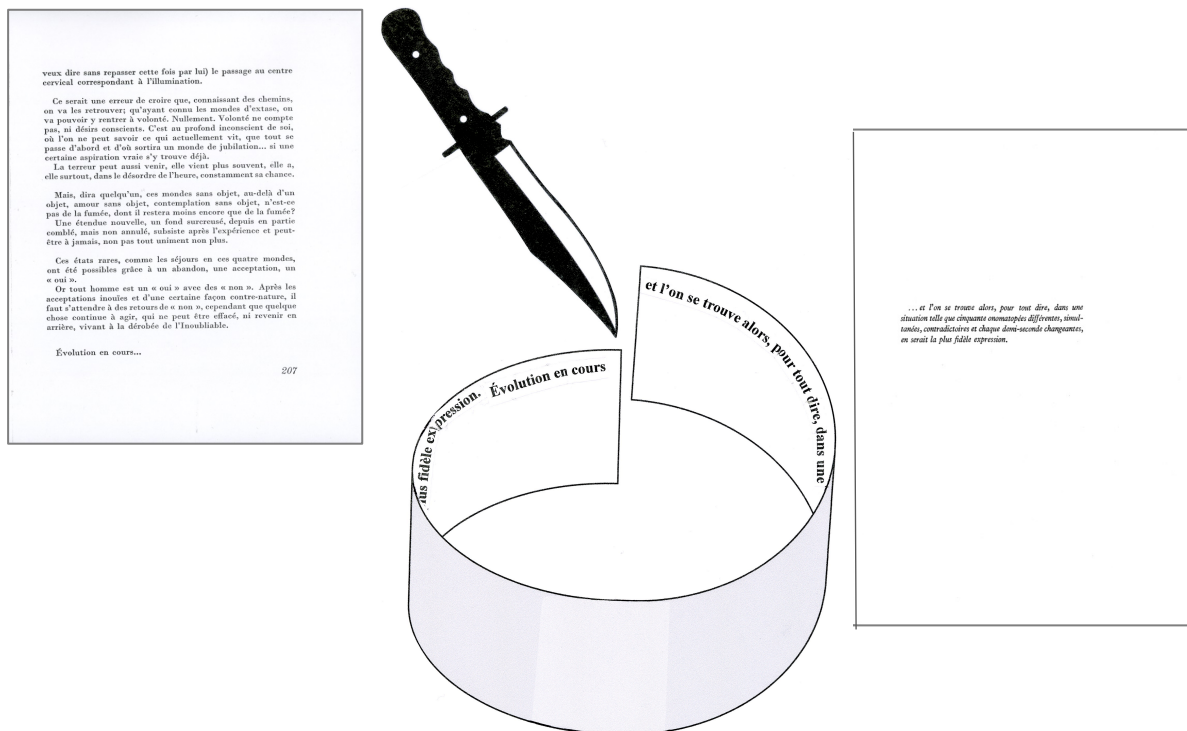 veux dire sans repasser cette fois par lui) le passage au centre
cervical correspondant à l'illumination.
Ce serait une erreur de croire que, connaissant des chemins,
on va les retrouver; qu'ayant connu les mondes d'extase, on
va pouvoir y rentrer à volonté. Nullement. Volonté ne compte
pas, ni désirs conscients. C'est au profond inconscient de soi,
où l'on ne peut savoir ce qui actuellement vit, que tout se
passe d'abord et d'où sortira un monde de jubilation... si une
certaine aspiration vraie s'y trouve déjà.
La terreur peut aussi venir, elle vient plus souvent, elle a,
elle surtout, dans le désordre de l'heure, constamment sa chance.
Mais, dira quelqu'un, ces mondes sans objet, au-delà d'un
objet, amour sans objet, contemplation sans objet, n'est-ce
pas de la fumée, dont il restera moins encore que de la fumée?
Une étendue nouvelle, un fond surcreusé, depuis en partie
comblé, mais non annulé, subsiste après l'expérience et peut-
être à jamais, non pas tout uniment non plus.
Ces états rares, comme les séjours en ces quatre mondes,
ont été possibles grâce à un abandon, une acceptation, un
« oui ».
Or tout homme est un « oui » avec des « non ». Après les
acceptations inouïes et d'une certaine façon contre-nature, il
faut s'attendre à des retours de « non », cependant que quelque
chose continue à agir, qui ne peut être effacé, ni revenir en
arrière, vivant à la dérobée de l'Inoubliable.
Évolution en cours...
207
lus fidèle expression. Évolution en cours
et l'on se trouve alors, pour tout dire, dans une
...et l'on se trouve alors, pour tout dire, dans une
situation telle que cinquante onomatopées différentes, simul-
tanées, contradictoires et chaque demi-seconde changeantes,
en serait la plus fidèle expression.